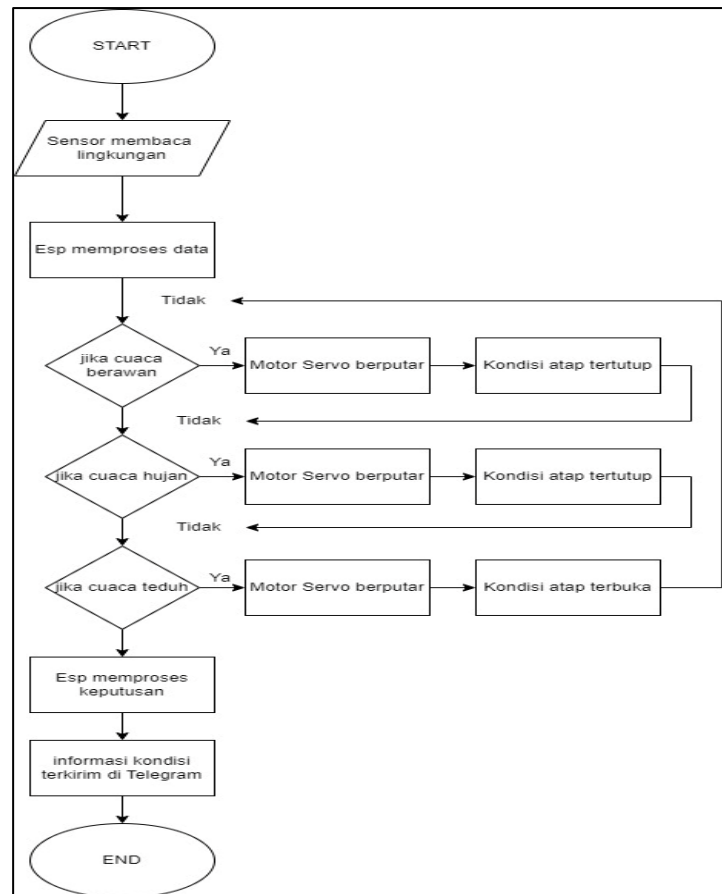 START
Sensor membaca
lingkungan
Esp memproses data
Tidak
jika cuaca
berawan
Ya
Motor Servo berputar
Kondisi atap tertutup
Tidak
jika cuaca hujan
Ya
Motor Servo berputar
Kondisi atap tertutup
Tidak
jika cuaca teduh
Ya
Motor Servo berputar
Kondisi atap terbuka
Esp memproses
keputusan
informasi kondisi
terkirim di Telegram
END